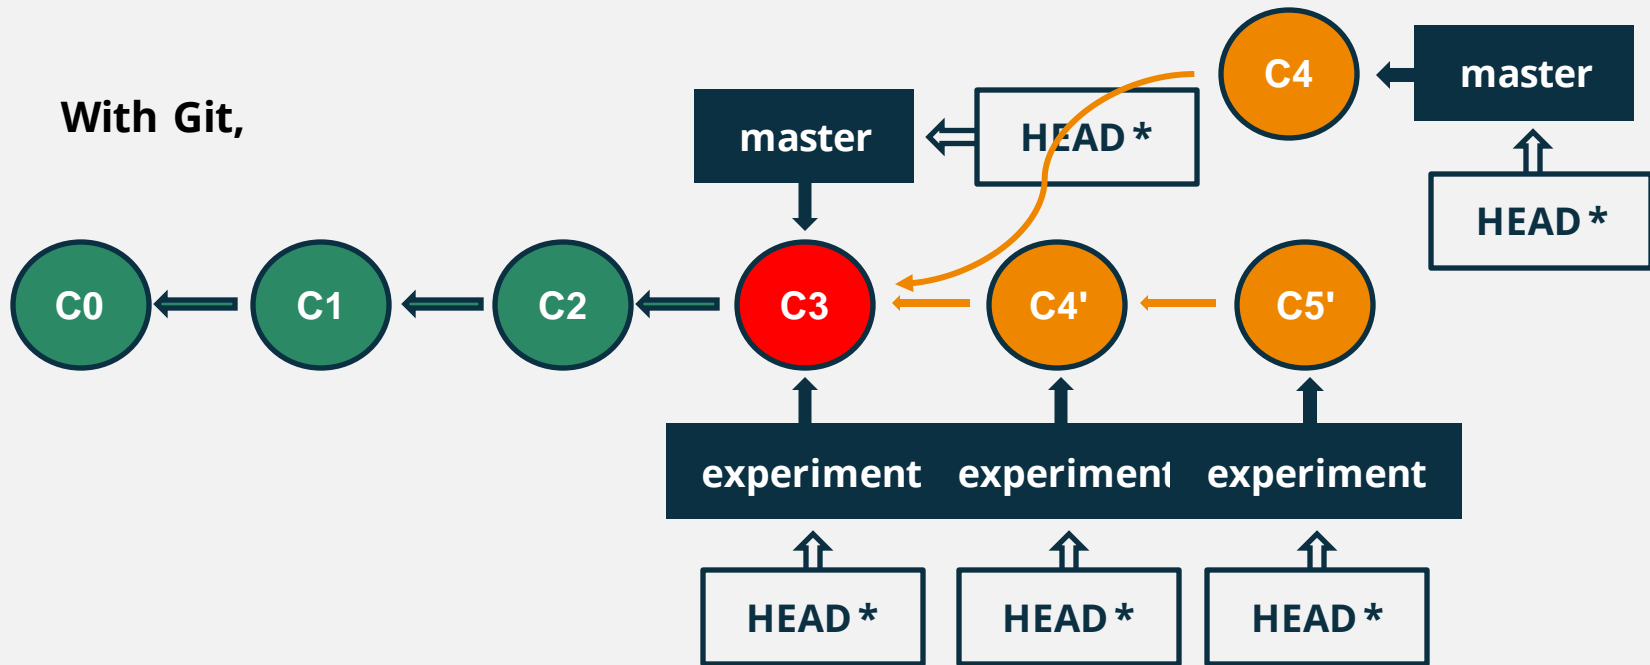 With Git,
C4
master
master
HEAD *
HEAD *
C0
C1
C2
C3
C4'
C5'
experiment
experiment
experiment
HEAD *
HEAD *
HEAD *